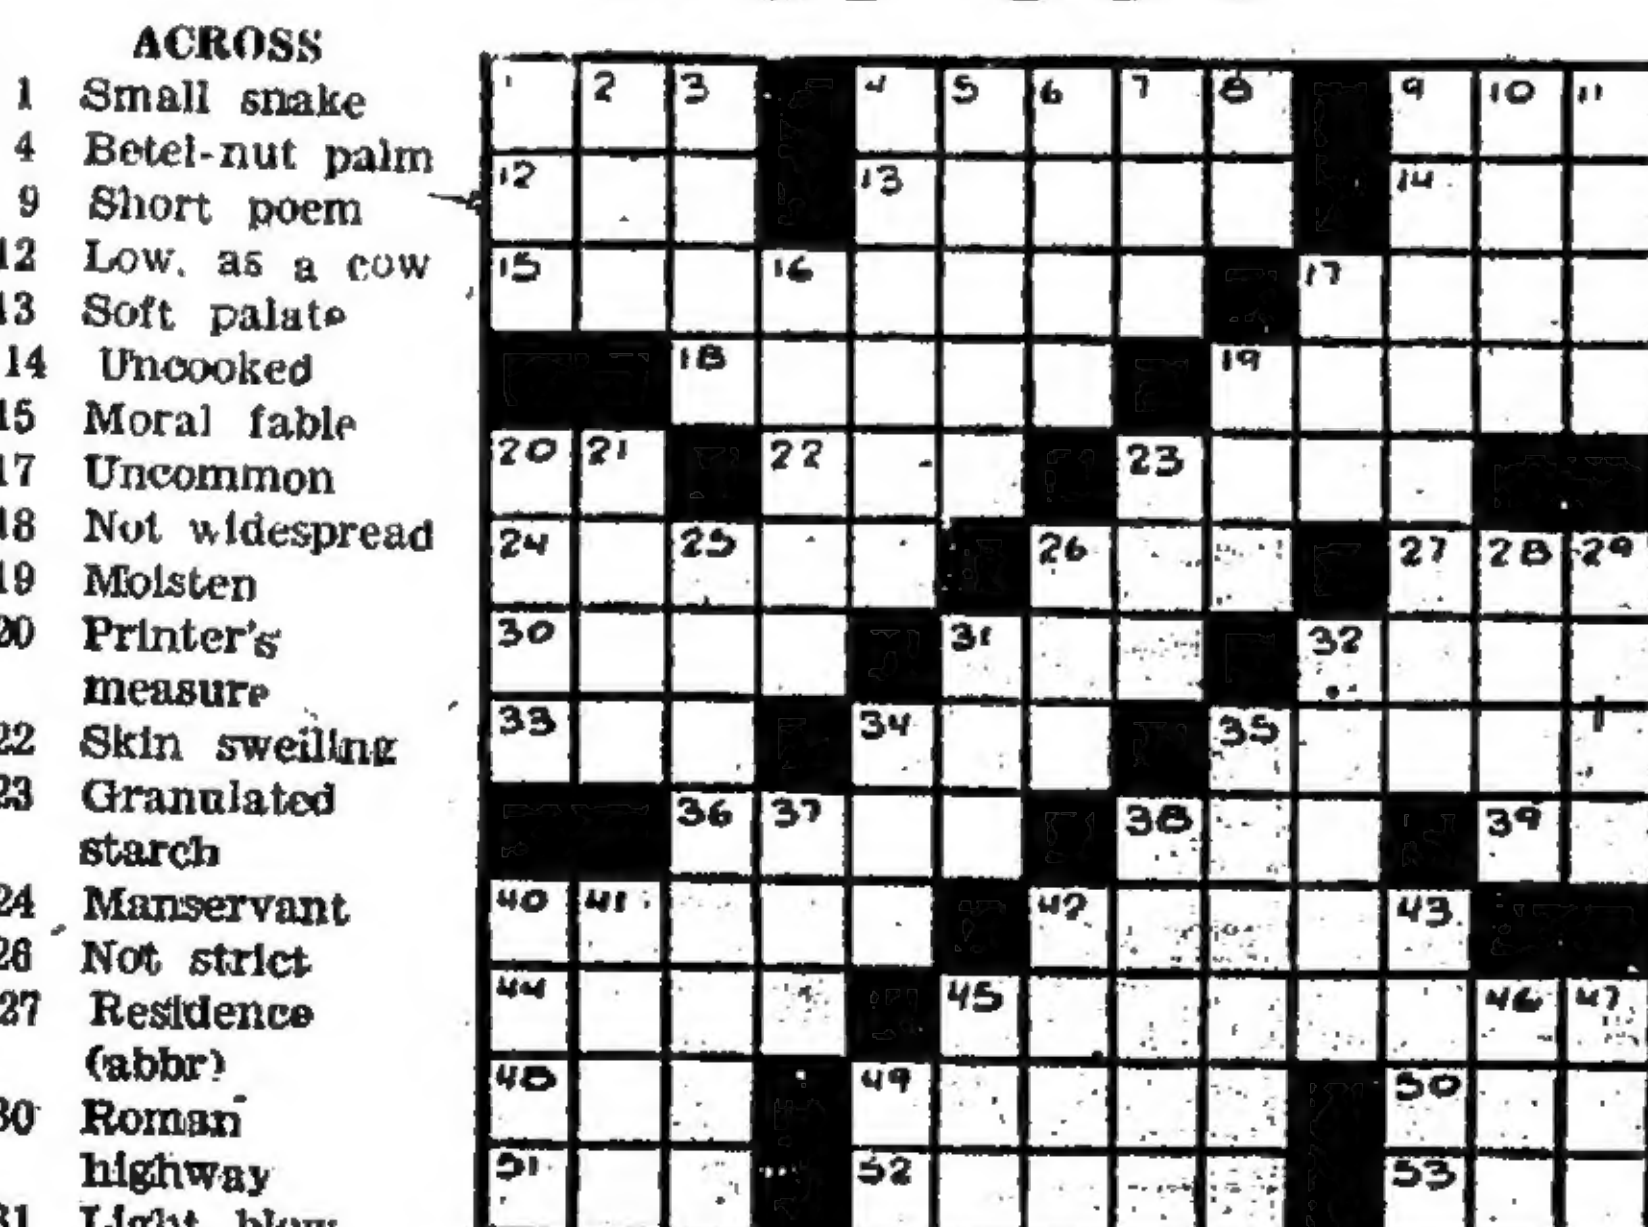 ACROSS
1 Small snake
4 Betel-nut palm
9 Short poem
12 Low, as a cow
13 Soft palate
14 Uncooked
15 Moral fable
17 Uncommon
18 Not widespread
19 Moisten
20 Printer's
measure
22 Skin swelling
23 Granulated
starch
24 Manservant
26 Not strict
27 Residence
(abbr)
30 Roman
highway
31 Light blow
1 2 3 4 5 6 7 8 9 10 11
12 13 14
15 16 17
18 19
20 21 22 23
24 25 26 27 28 29
30 31 32
33 34 35
36 37 38 39
40 41 42 43
44 45 46 47
48 49 50
51 52 53